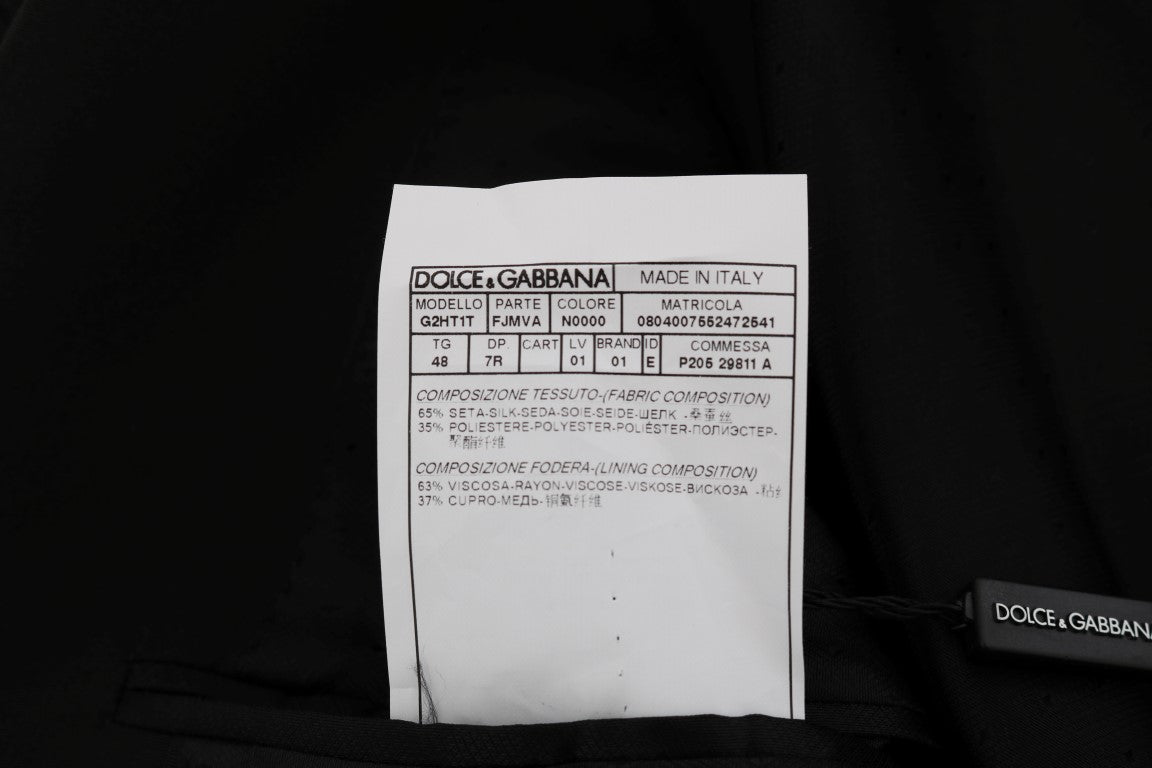 DOLCE & GABBANA MADE IN ITALY
MODELLO PARTE COLORE MATRICOLA
G2HT1T FJMVA N0000 0804007552472541
TG DP. CART LV BRAND ID COMMESSA
48 7R 01 01 E P205 29811 A
COMPOSIZIONE TESSUTO-(FABRIC COMPOSITION)
65% SETA-SILK-SEDA-SOIE-SEIDE-ШЕЛК -桑蚕丝
35% POLIESTERE-POLYESTER-POLIÉSTER-ПОЛИЭСТЕР-
聚酯纤维
COMPOSIZIONE FODERA-(LINING COMPOSITION)
63% VISCOSA-RAYON-VISCOSE-VISKOSE-ВИСКОЗА -粘纟
37% CUPRO-МЕДЬ-铜氨纤维
DOLCE & GABBANA